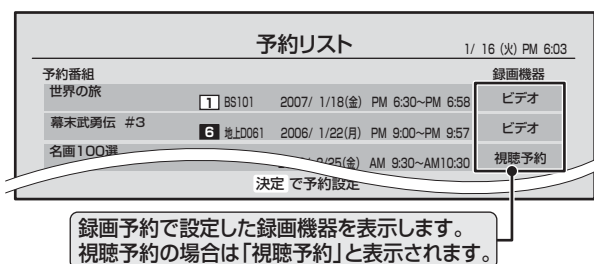 予約リスト 1/ 16 (火) PM 6:03
予約番組 録画機器
世界の旅
1 BS101 2007/ 1/18(金) PM 6:30~PM 6:58 ビデオ
幕末武勇伝 #3
6 地上D061 2006/ 1/22(月) PM 9:00~PM 9:57 ビデオ
名画100選
(金) AM 9:30~AM10:30 視聴予約
決定 で予約設定
録画予約で設定した録画機器を表示します。
視聴予約の場合は「視聴予約」と表示されます。